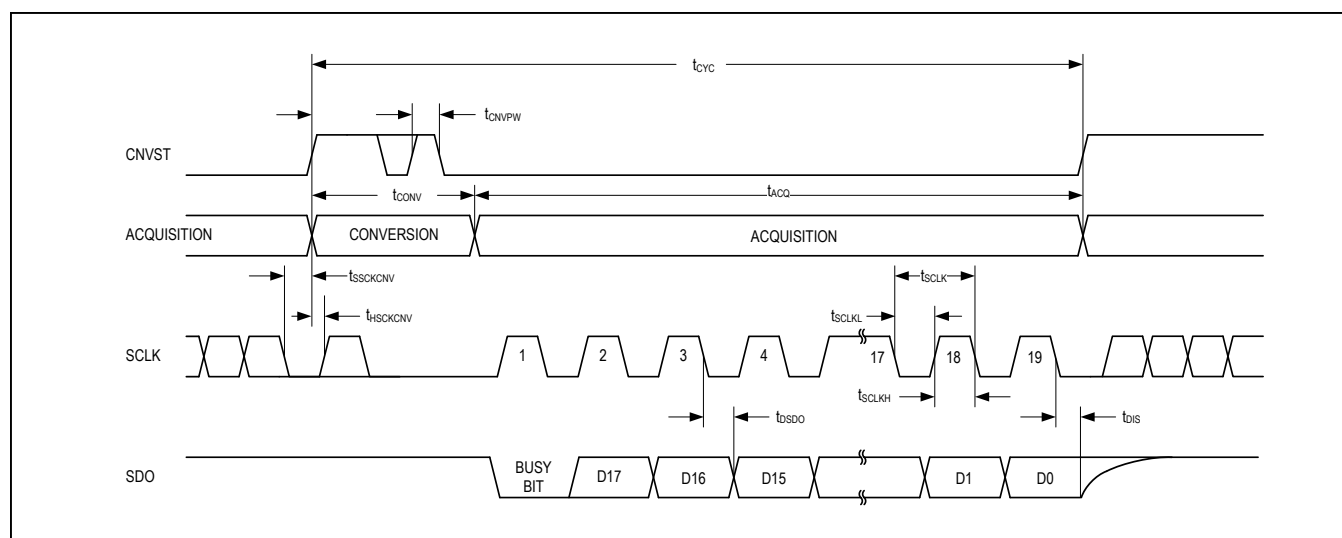 tCYC
tCNVPW
CNVST
tCONV
tACQ
ACQUISITION
CONVERSION
ACQUISITION
tSSCKCNV
tHSCKCNV
tSCLK
tSCLKL
SCLK
1 2 3 4 17 18 19
tSCLKH
tDSDO
tDIS
SDO
BUSY
BIT
D17 D16 D15 D1 D0